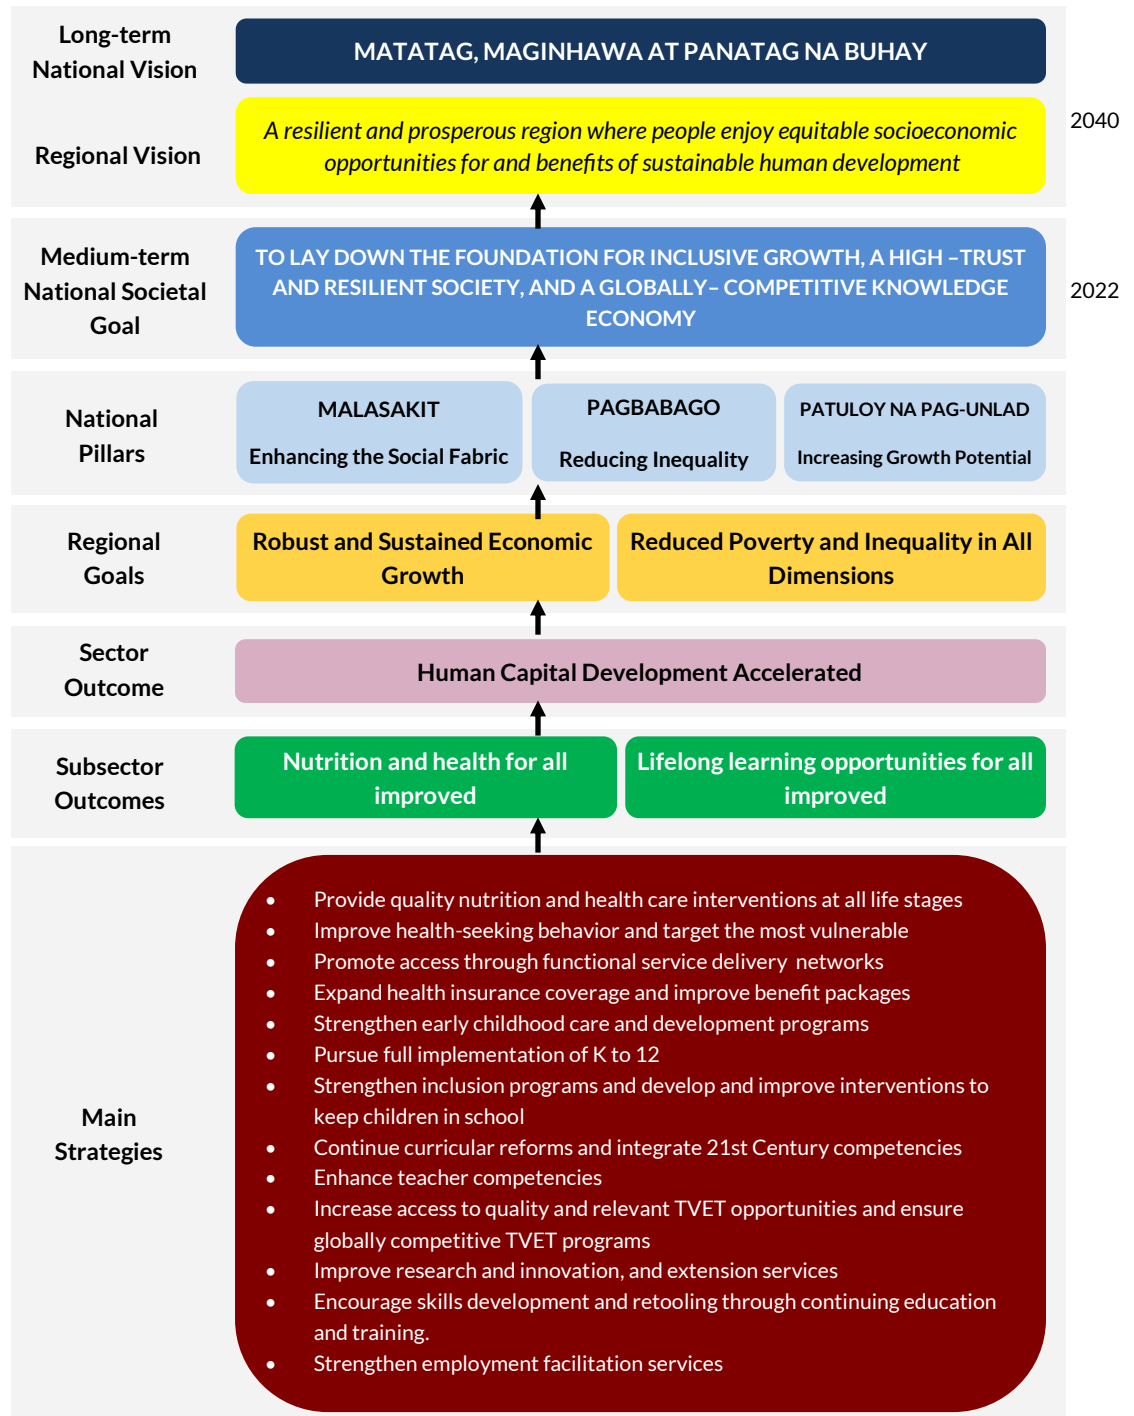 Long-term
National Vision
MATATAG, MAGINHAWA AT PANATAG NA BUHAY
Regional Vision
A resilient and prosperous region where people enjoy equitable socioeconomic
opportunities for and benefits of sustainable human development
2040
Medium-term
National Societal
Goal
TO LAY DOWN THE FOUNDATION FOR INCLUSIVE GROWTH, A HIGH –TRUST
AND RESILIENT SOCIETY, AND A GLOBALLY– COMPETITIVE KNOWLEDGE
ECONOMY
2022
National
Pillars
MALASAKIT
Enhancing the Social Fabric
PAGBABAGO
Reducing Inequality
PATULOY NA PAG-UNLAD
Increasing Growth Potential
Regional
Goals
Robust and Sustained Economic
Growth
Reduced Poverty and Inequality in All
Dimensions
Sector
Outcome
Human Capital Development Accelerated
Subsector
Outcomes
Nutrition and health for all
improved
Lifelong learning opportunities for all
improved
Main
Strategies
• Provide quality nutrition and health care interventions at all life stages
• Improve health-seeking behavior and target the most vulnerable
• Promote access through functional service delivery networks
• Expand health insurance coverage and improve benefit packages
• Strengthen early childhood care and development programs
• Pursue full implementation of K to 12
• Strengthen inclusion programs and develop and improve interventions to
keep children in school
• Continue curricular reforms and integrate 21st Century competencies
• Enhance teacher competencies
• Increase access to quality and relevant TVET opportunities and ensure
globally competitive TVET programs
• Improve research and innovation, and extension services
• Encourage skills development and retooling through continuing education
and training.
• Strengthen employment facilitation services